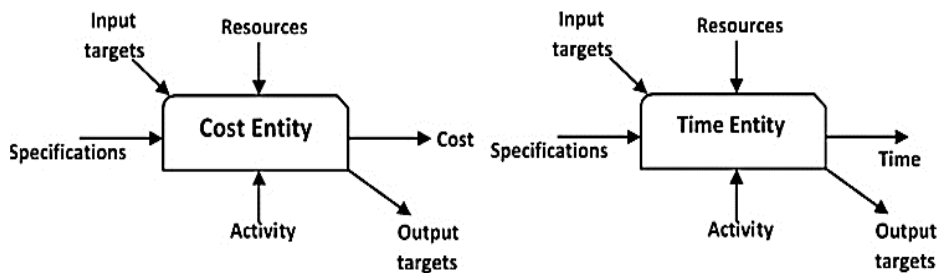 Input
targets
Resources
Cost Entity
Specifications
Cost
Activity
Output
targets
Input
targets
Resources
Time Entity
Specifications
Time
Activity
Output
targets